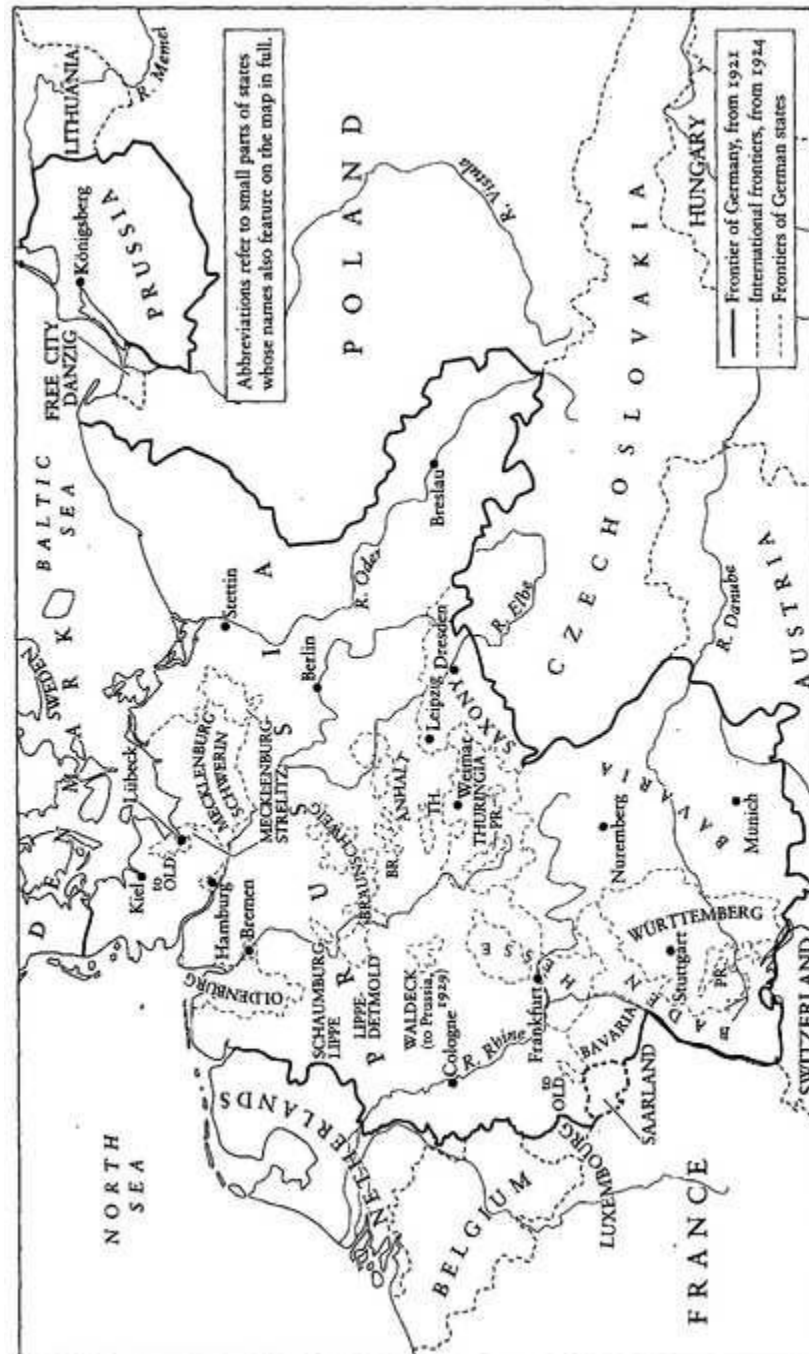 NORTH
SEA
BALTIC
SEA
DENMARK
SWEDEN
LITHUANIA
R. Memel
Königsberg
PRUSSIA
FREE CITY
DANZIG
Abbreviations refer to small parts of states
whose names also feature on the map in full.
POLAND
R. Vistula
Kiel
to
OLD.
Lübeck
Hamburg
Bremen
OLDENBURG
MECKLENBURG
SCHWERIN
MECKLENBURG-
STRELITZ
Stettin
Berlin
PRUSSIA
R. Oder
Breslau
NETHERLANDS
SCHAUMBURG
LIPPE
LIPPE-
DETMOLD
BRAUNSCHWEIG
BR.
ANHALT
WALDECK
(to Prussia,
1929)
Cologne
R. Rhine
HESSE
TH.
Leipzig
Weimar
THURINGIA
PR.
SAXONY
Dresden
R. Elbe
BELGIUM
LUXEMBOURG
to
OLD.
SAARLAND
Frankfurt
BAVARIA
BADEN
Stuttgart
PR.
WÜRTTEMBERG
Nuremberg
BAVARIA
Munich
CZECHOSLOVAKIA
R. Danube
AUSTRIA
HUNGARY
FRANCE
SWITZERLAND
Frontier of Germany, from 1921
International frontiers, from 1924
Frontiers of German states